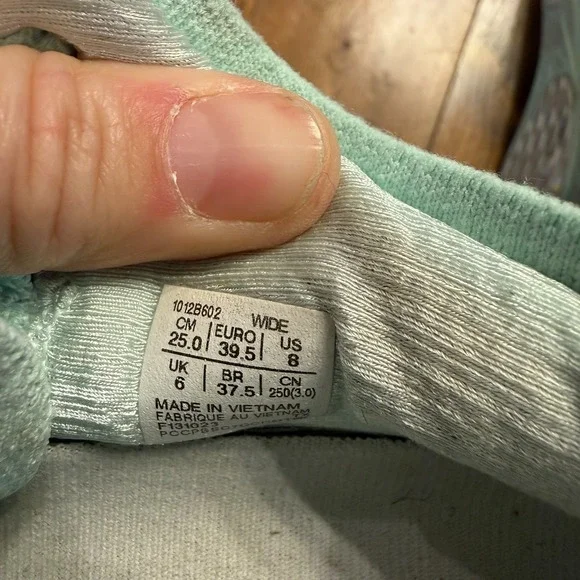 1012B602 WIDE
CM EURO US
25.0 39.5 8
UK BR CN
6 37.5 250(3.0)
MADE IN VIETNAM
FABRIQUE AU VIETNAM
F131023